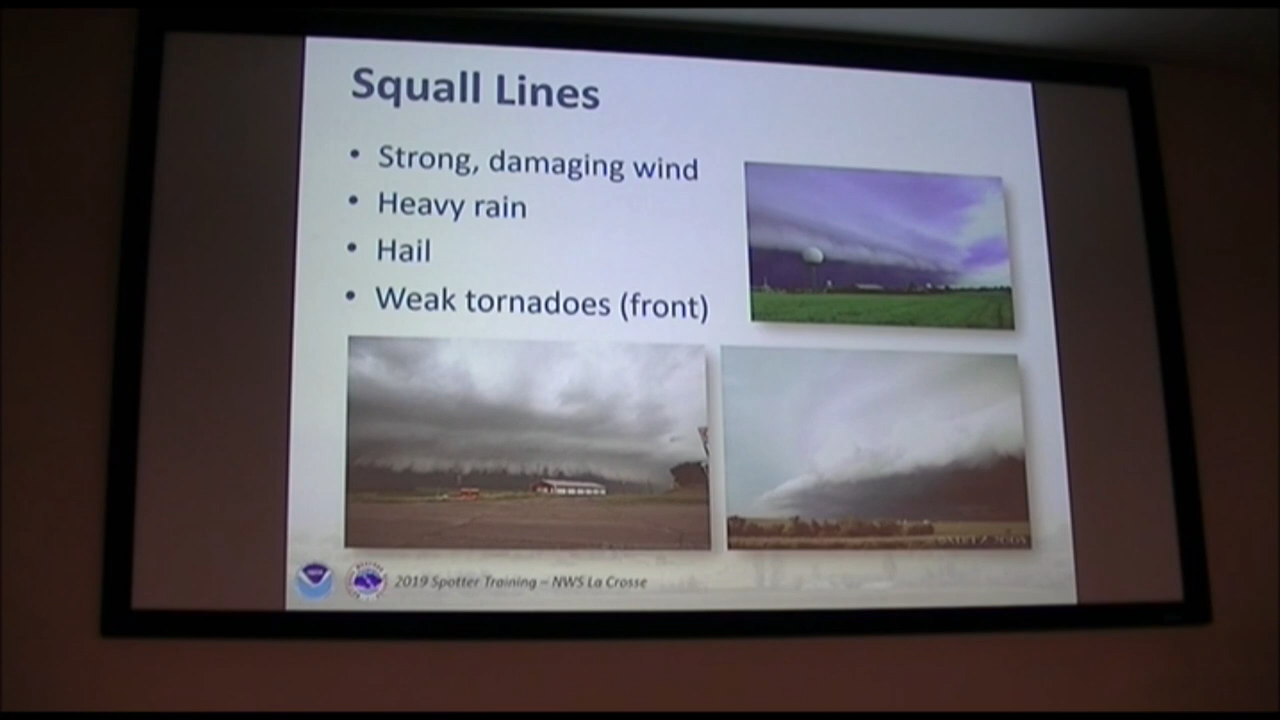 Squall Lines
• Strong, damaging wind
• Heavy rain
• Hail
• Weak tornadoes (front)
2019 Spotter Training – NWS La Crosse